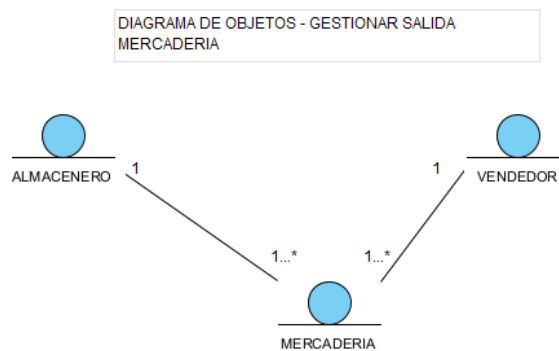 DIAGRAMA DE OBJETOS - GESTIONAR SALIDA
MERCADERIA
ALMACENERO
1
1
VENDEDOR
1...*
1...*
MERCADERIA